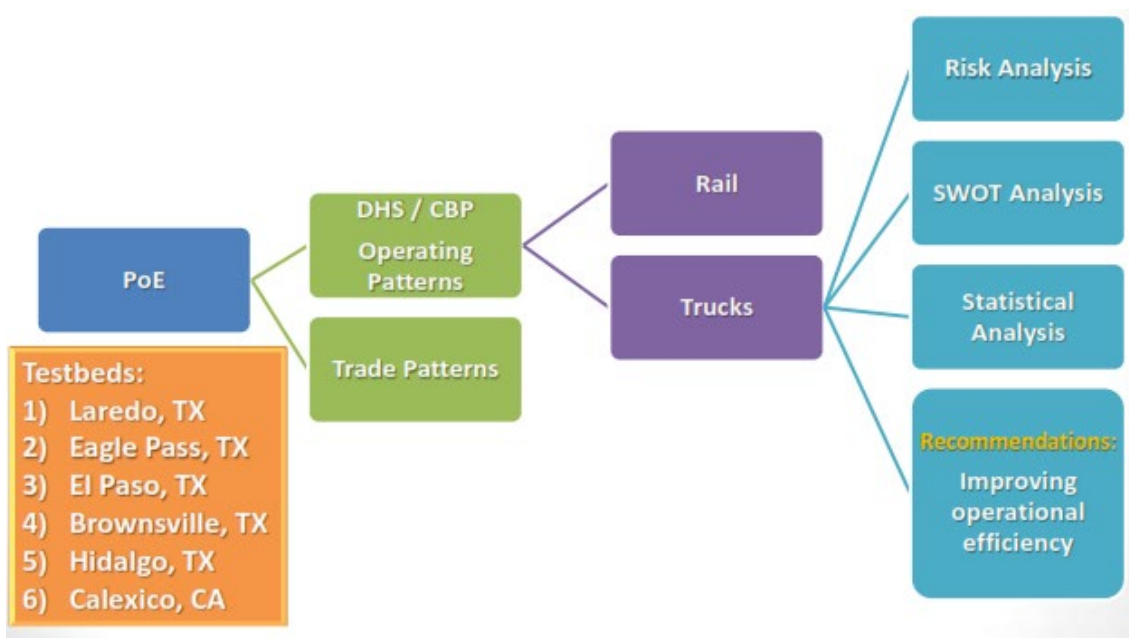 PoE
Testbeds:
1) Laredo, TX
2) Eagle Pass, TX
3) El Paso, TX
4) Brownsville, TX
5) Hidalgo, TX
6) Calexico, CA
DHS / CBP
Operating
Patterns
Trade Patterns
Rail
Trucks
Risk Analysis
SWOT Analysis
Statistical
Analysis
Recommendations:
Improving
operational
efficiency